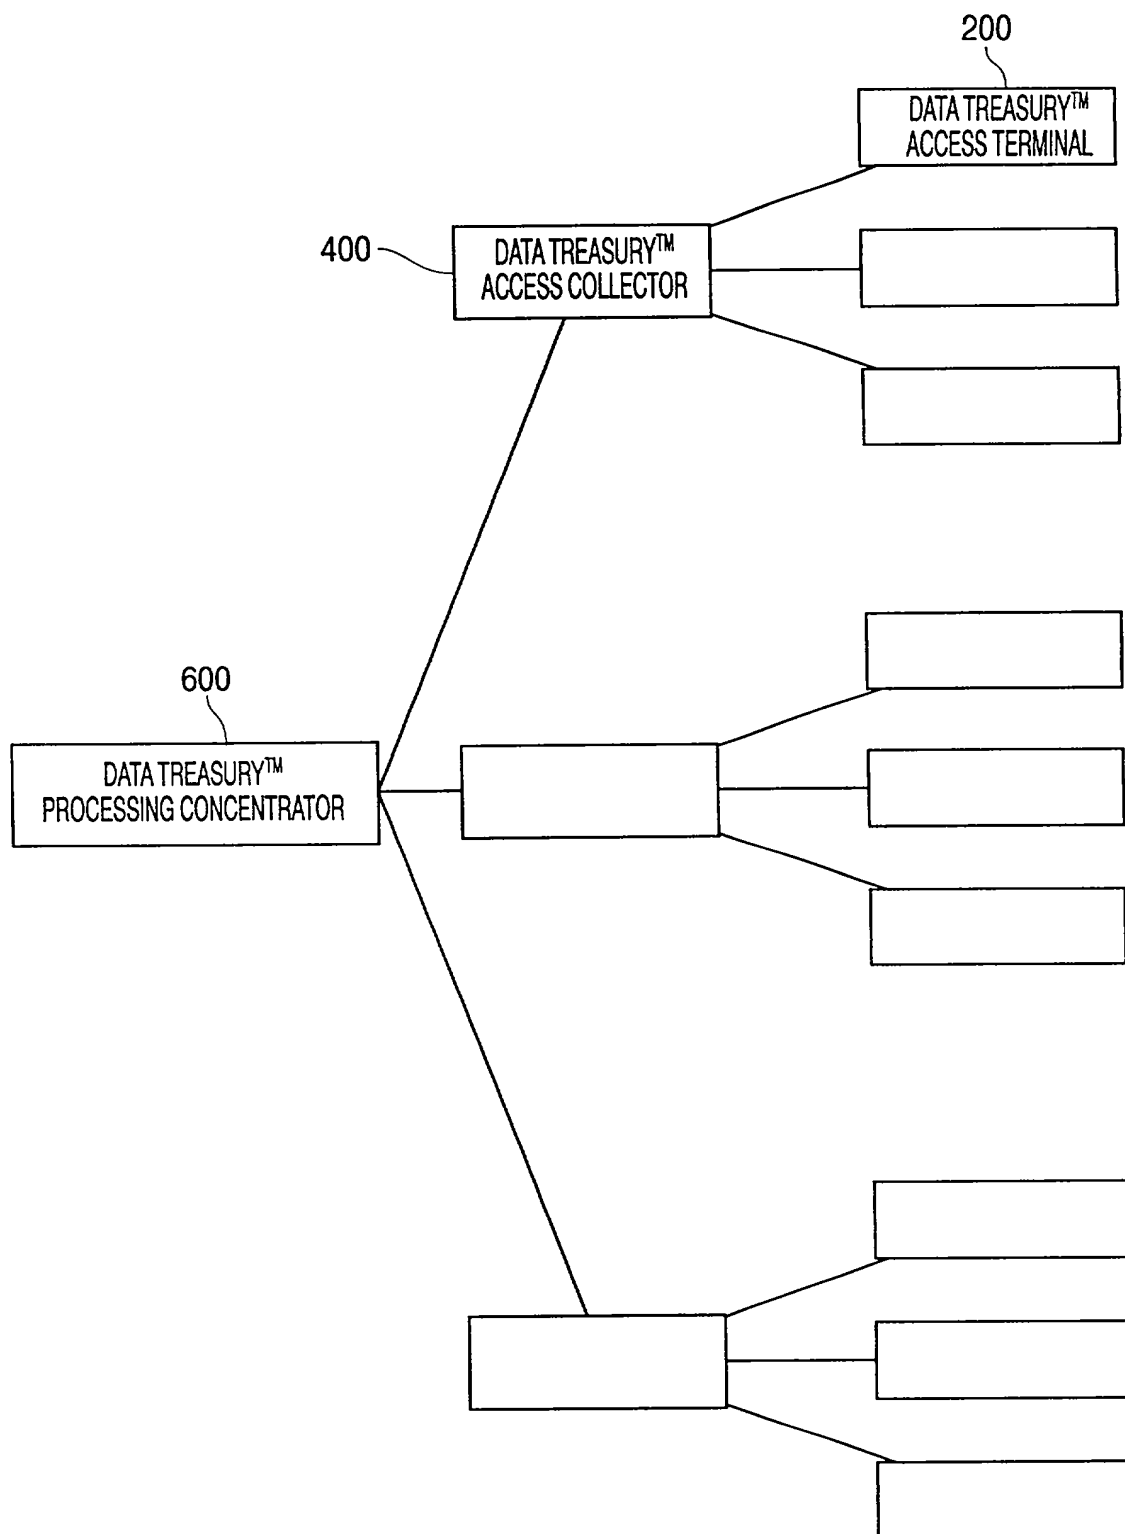 200
DATA TREASURY™
ACCESS TERMINAL
400
DATA TREASURY™
ACCESS COLLECTOR
600
DATA TREASURY™
PROCESSING CONCENTRATOR